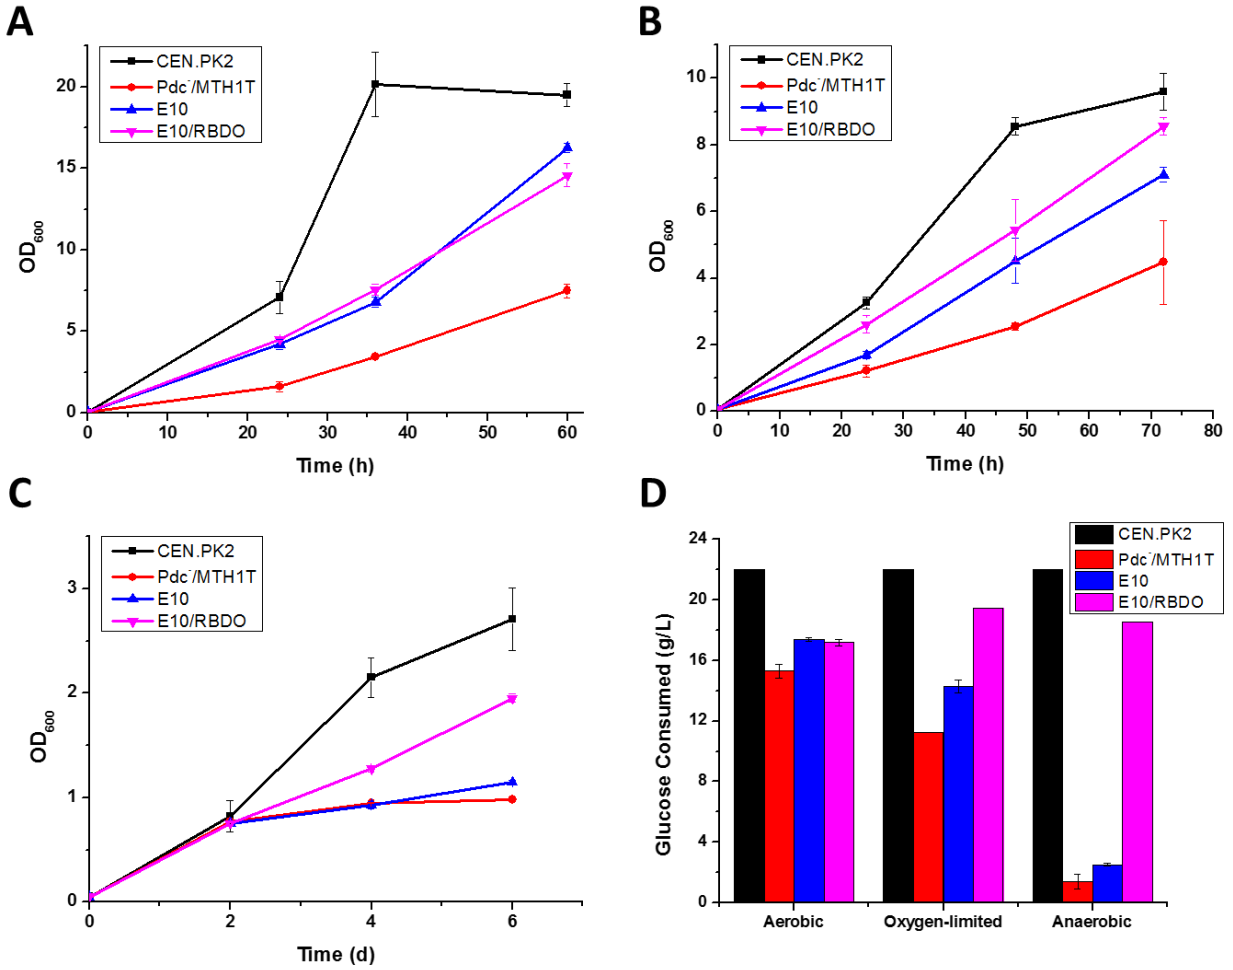 A
CEN.PK2
Pdc⁻/MTH1T
E10
E10/RBDO
20
15
10
5
0
OD₆₀₀
0 10 20 30 40 50 60
Time (h)
B
CEN.PK2
Pdc⁻/MTH1T
E10
E10/RBDO
10
8
6
4
2
0
OD₆₀₀
0 10 20 30 40 50 60 70 80
Time (h)
C
CEN.PK2
Pdc⁻/MTH1T
E10
E10/RBDO
3
2
1
0
OD₆₀₀
0 2 4 6
Time (d)
D
CEN.PK2
Pdc⁻/MTH1T
E10
E10/RBDO
24
20
16
12
8
4
0
Glucose Consumed (g/L)
Aerobic Oxygen-limited Anaerobic